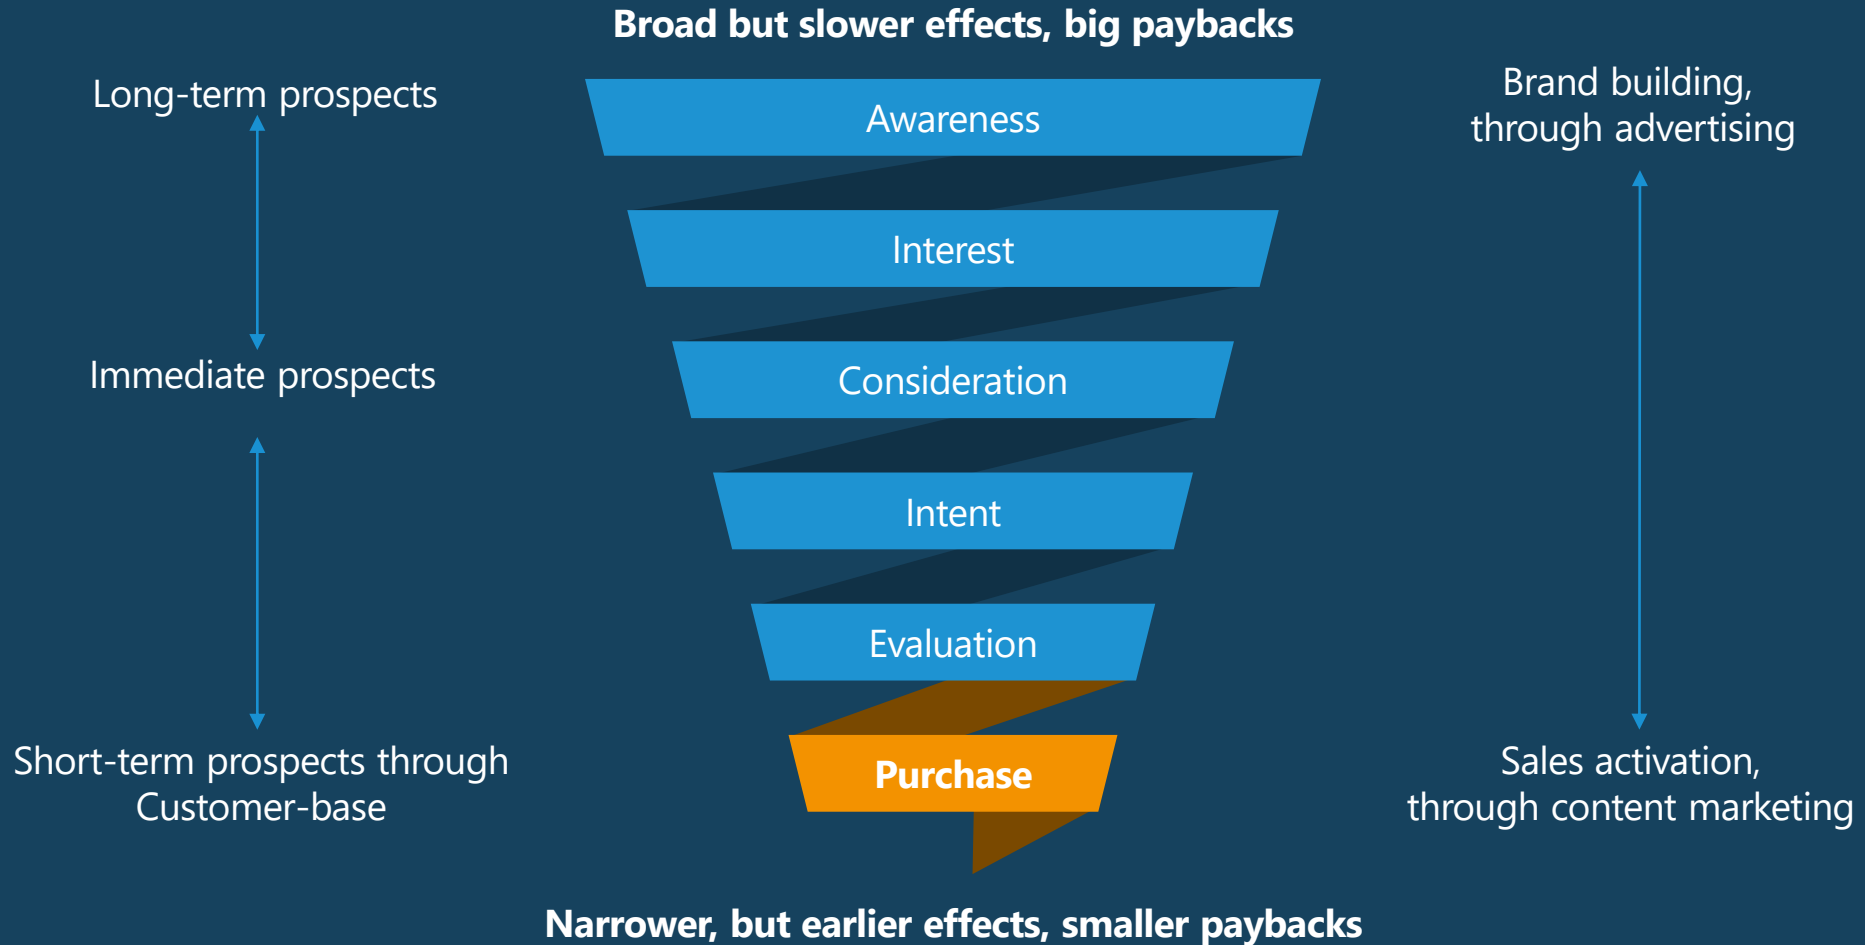 Broad but slower effects, big paybacks
Long-term prospects
Awareness
Brand building,
through advertising
Interest
Immediate prospects
Consideration
Intent
Evaluation
Short-term prospects through
Customer-base
Purchase
Sales activation,
through content marketing
Narrower, but earlier effects, smaller paybacks